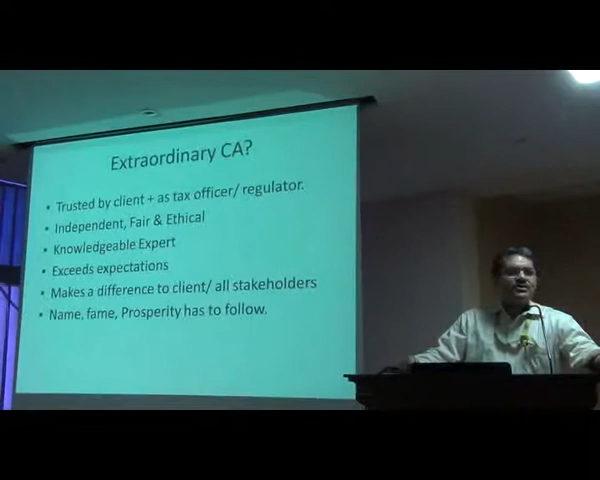 Extraordinary CA?
• Trusted by client + as tax officer/ regulator.
• Independent, Fair & Ethical
• Knowledgeable Expert
• Exceeds expectations
• Makes a difference to client/ all stakeholders
• Name, fame, Prosperity has to follow.